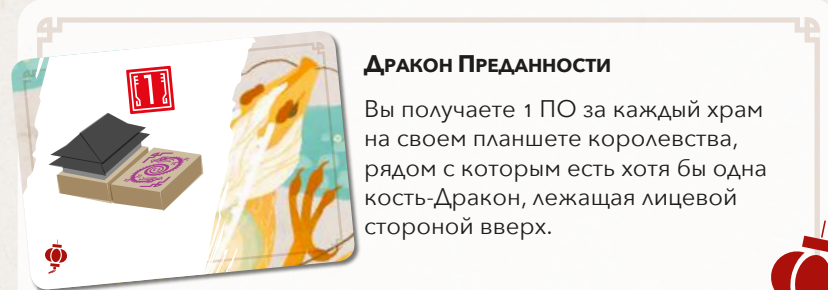 1
Дракон Преданности
Вы получаете 1 ПО за каждый храм
на своем планшете королевства,
рядом с которым есть хотя бы одна
кость-Дракон, лежащая лицевой
стороной вверх.